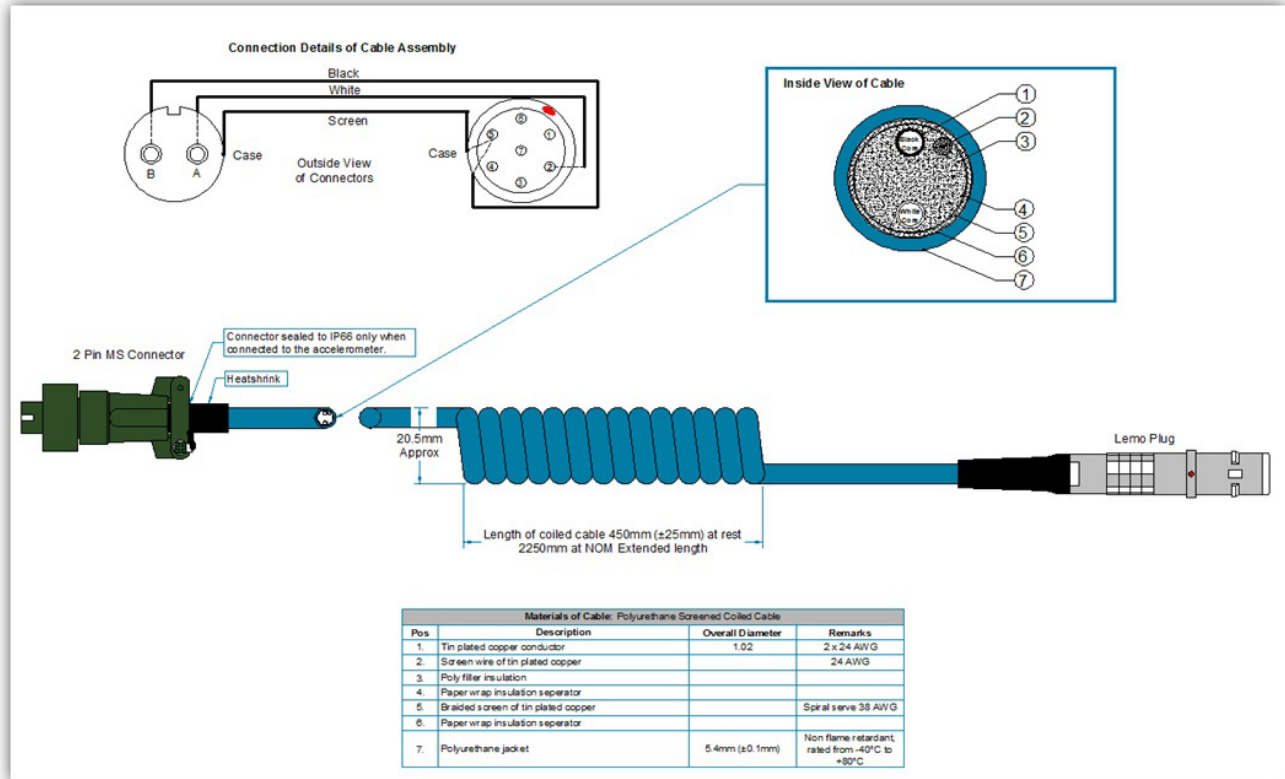 Connection Details of Cable Assembly
Black
White
Screen
B
A
Case
Case
Outside View
of Connectors
6
5
1
7
4
2
3
Inside View of Cable
Black
Core
White
Core
1
2
3
4
5
6
7
2 Pin MS Connector
Connector sealed to IP66 only when
connected to the accelerometer.
Heatshrink
20.5mm
Approx
Lemo Plug
Length of coiled cable 450mm (±25mm) at rest
2250mm at NOM Extended length
Materials of Cable: Polyurethane Screened Coiled Cable
Pos Description Overall Diameter Remarks
1. Tin plated copper conductor 1.02 2 x 24 AWG
2. Screen wire of tin plated copper 24 AWG
3. Poly filler insulation
4. Paper wrap insulation seperator
5. Braided screen of tin plated copper Spiral serve 38 AWG
6. Paper wrap insulation seperator
7. Polyurethane jacket 5.4mm (±0.1mm) Non flame retardant,
rated from -40°C to
+80°C